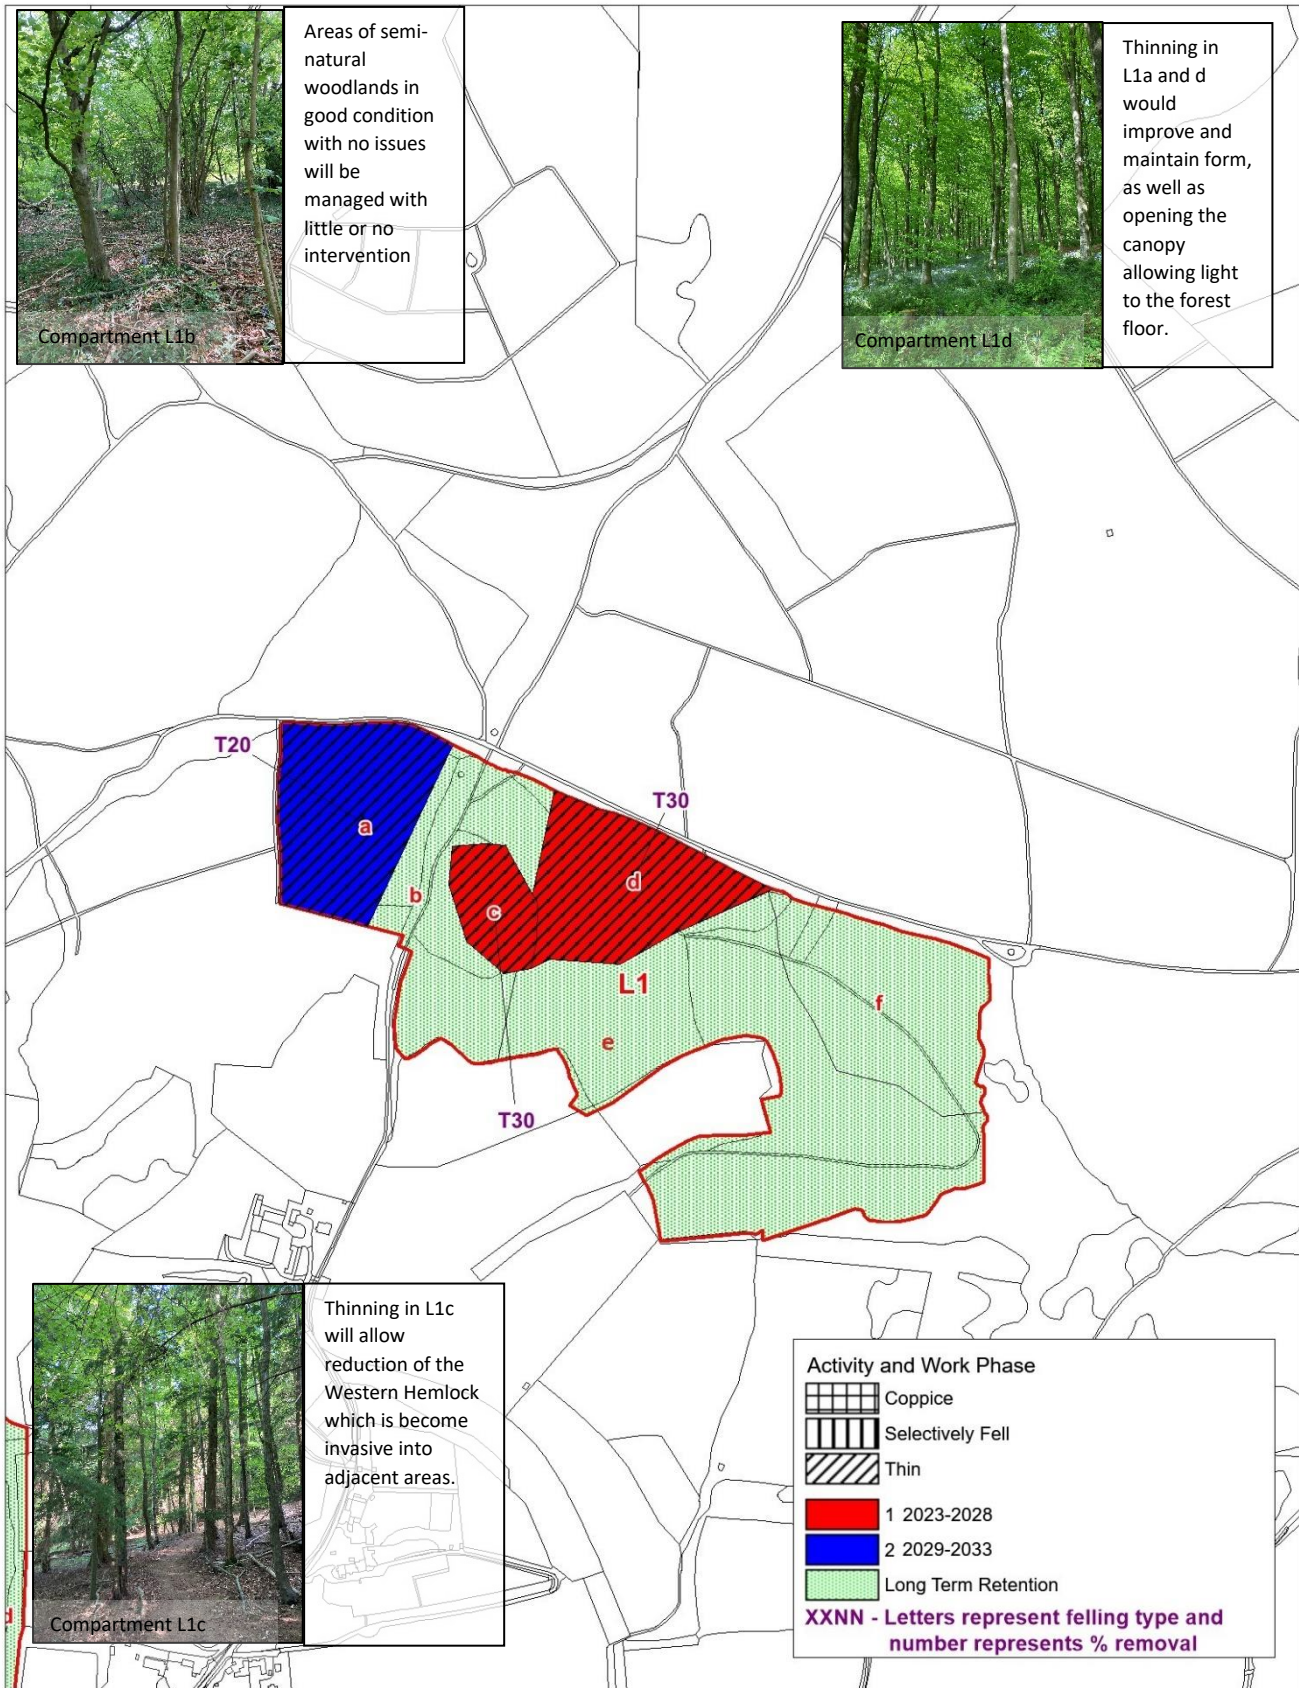 Areas of semi-
natural
woodlands in
good condition
with no issues
will be
managed with
little or no
intervention
Compartment L1b
Thinning in
L1a and d
would
improve and
maintain form,
as well as
opening the
canopy
allowing light
to the forest
floor.
Compartment L1d
T20
a
b
c
T30
d
L1
e
f
T30
Thinning in L1c
will allow
reduction of the
Western Hemlock
which is become
invasive into
adjacent areas.
Compartment L1c
d
Activity and Work Phase
Coppice
Selectively Fell
Thin
1 2023-2028
2 2029-2033
Long Term Retention
XXNN - Letters represent felling type and
number represents % removal